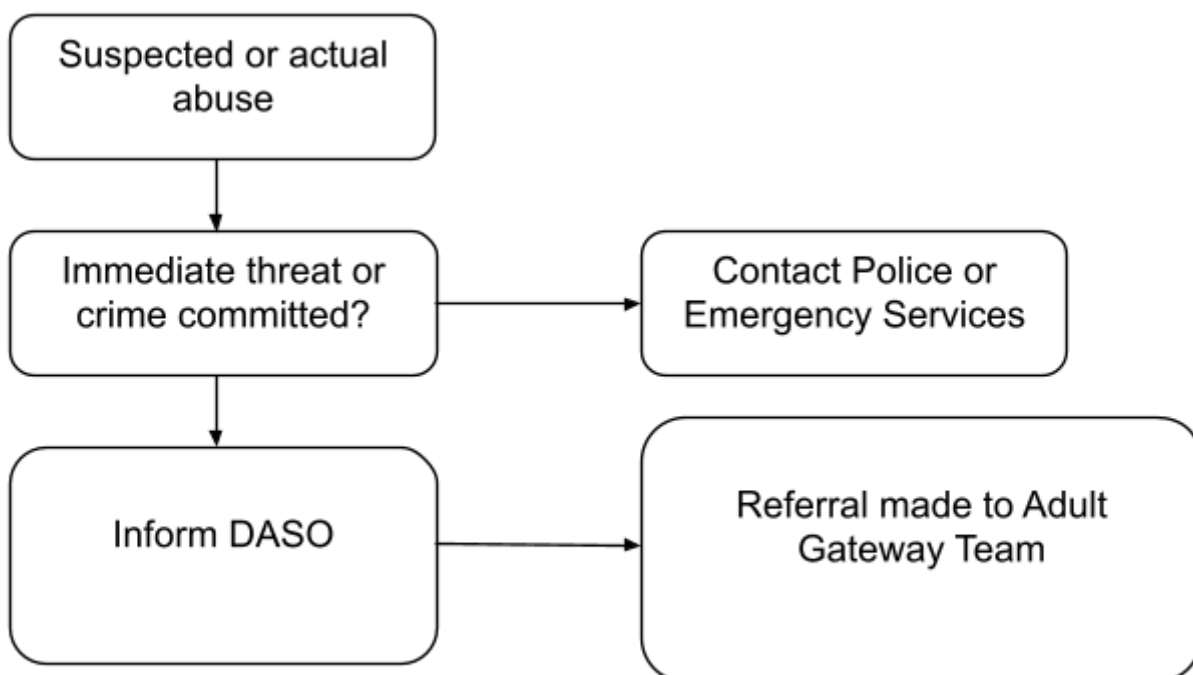 Suspected or actual
abuse
Immediate threat or
crime committed?
Contact Police or
Emergency Services
Inform DASO
Referral made to Adult
Gateway Team